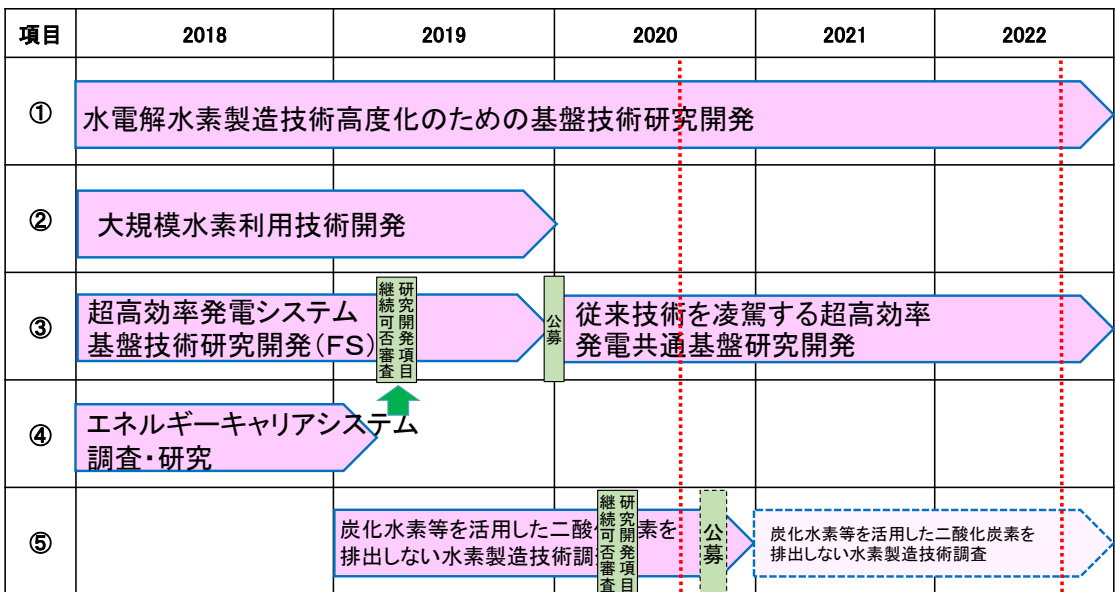 項目 2018 2019 2020 2021 2022
①
水電解水素製造技術高度化のための基盤技術研究開発
②
大規模水素利用技術開発
③
超高効率発電システム
基盤技術研究開発(FS)
研究開発項目
継続可否審査
公募
従来技術を凌駕する超高効率
発電共通基盤研究開発
④
エネルギーキャリアシステム
調査・研究
⑤
炭化水素等を活用した二酸化炭素を
排出しない水素製造技術調査
研究開発項目
継続可否審査
公募
炭化水素等を活用した二酸化炭素を
排出しない水素製造技術調査